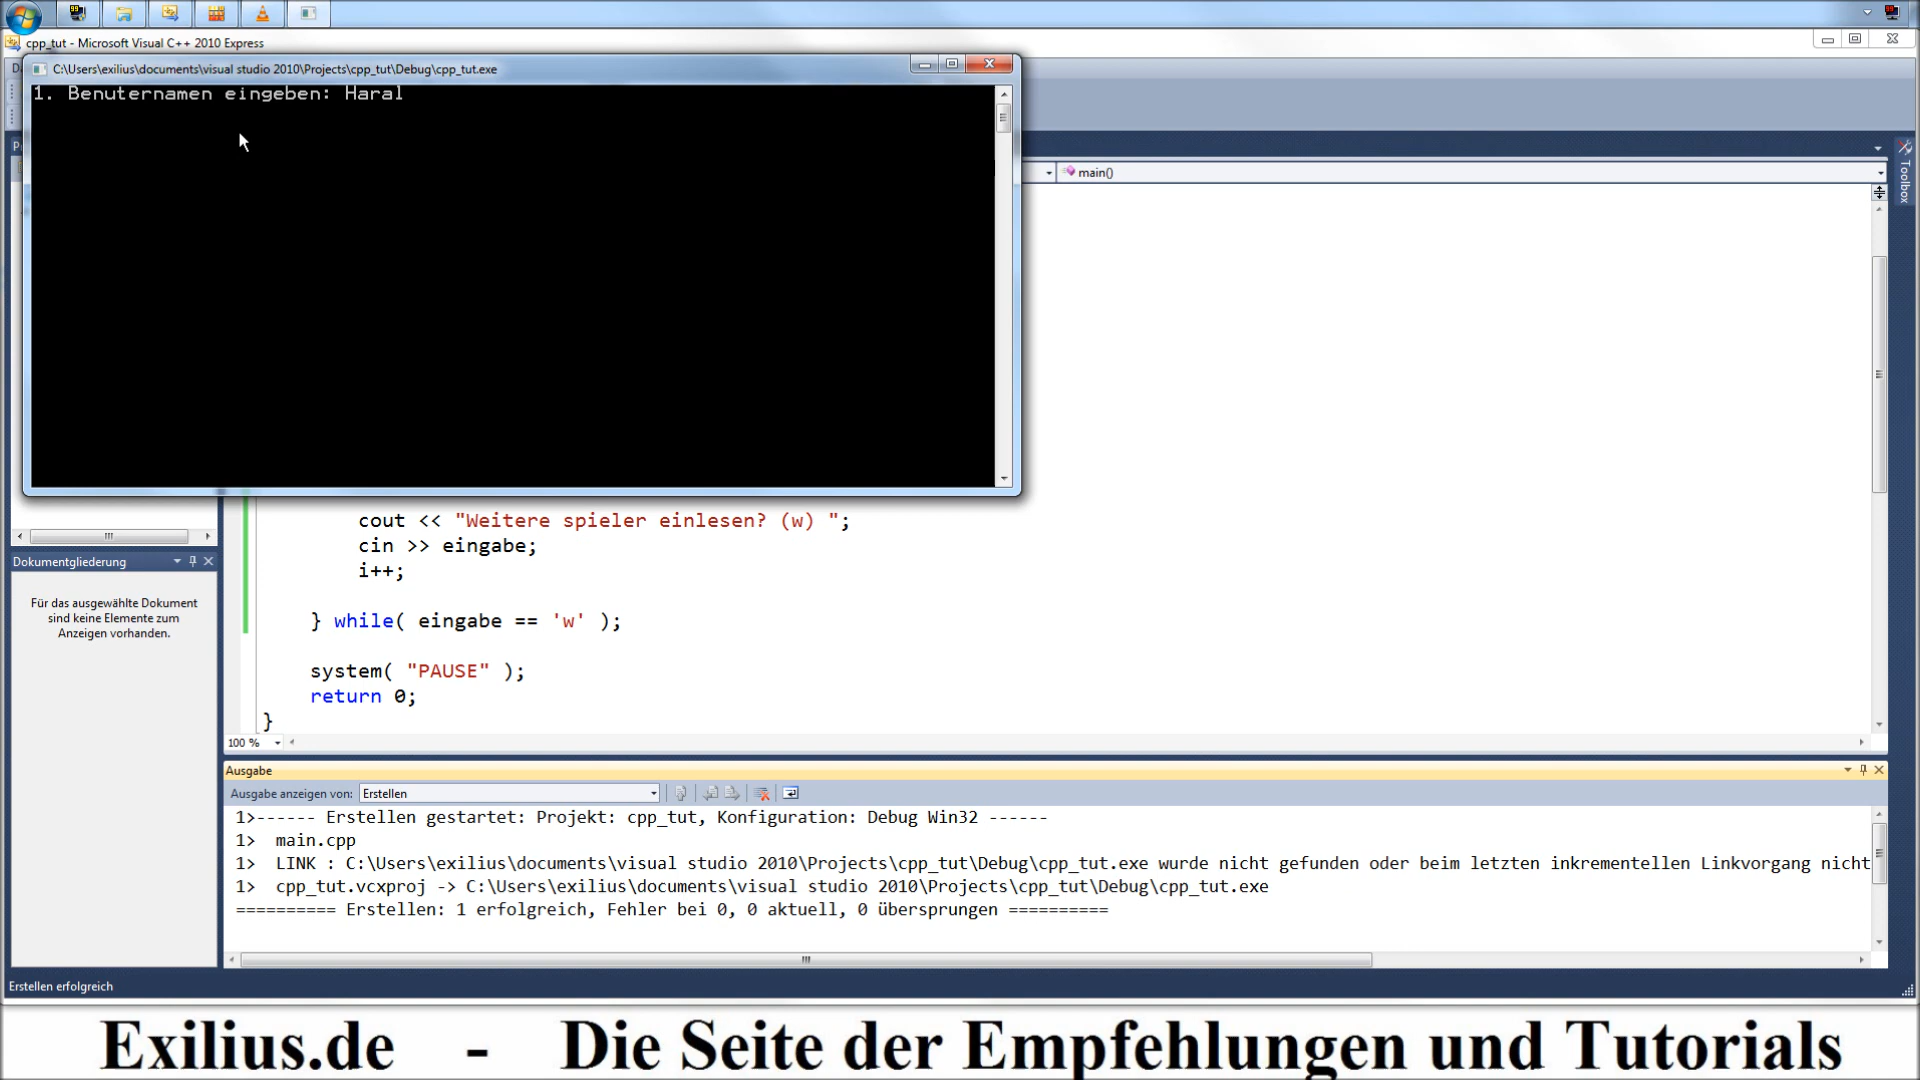 cpp_tut - Microsoft Visual C++ 2010 Express
C:\Users\exilius\documents\visual studio 2010\Projects\cpp_tut\Debug\cpp_tut.exe
1. Benuternamen eingeben: Haral
main()
Toolbox
cout << "Weitere spieler einlesen? (w) ";
cin >> eingabe;
i++;
} while( eingabe == 'w' );
system( "PAUSE" );
return 0;
}
100 %
Dokumentgliederung
Für das ausgewählte Dokument
sind keine Elemente zum
Anzeigen vorhanden.
Ausgabe
Ausgabe anzeigen von: Erstellen
1>------ Erstellen gestartet: Projekt: cpp_tut, Konfiguration: Debug Win32 ------
1>  main.cpp
1>  LINK : C:\Users\exilius\documents\visual studio 2010\Projects\cpp_tut\Debug\cpp_tut.exe wurde nicht gefunden oder beim letzten inkrementellen Linkvorgang nicht
1>  cpp_tut.vcxproj -> C:\Users\exilius\documents\visual studio 2010\Projects\cpp_tut\Debug\cpp_tut.exe
========== Erstellen: 1 erfolgreich, Fehler bei 0, 0 aktuell, 0 übersprungen ==========
Erstellen erfolgreich
Exilius.de - Die Seite der Empfehlungen und Tutorials